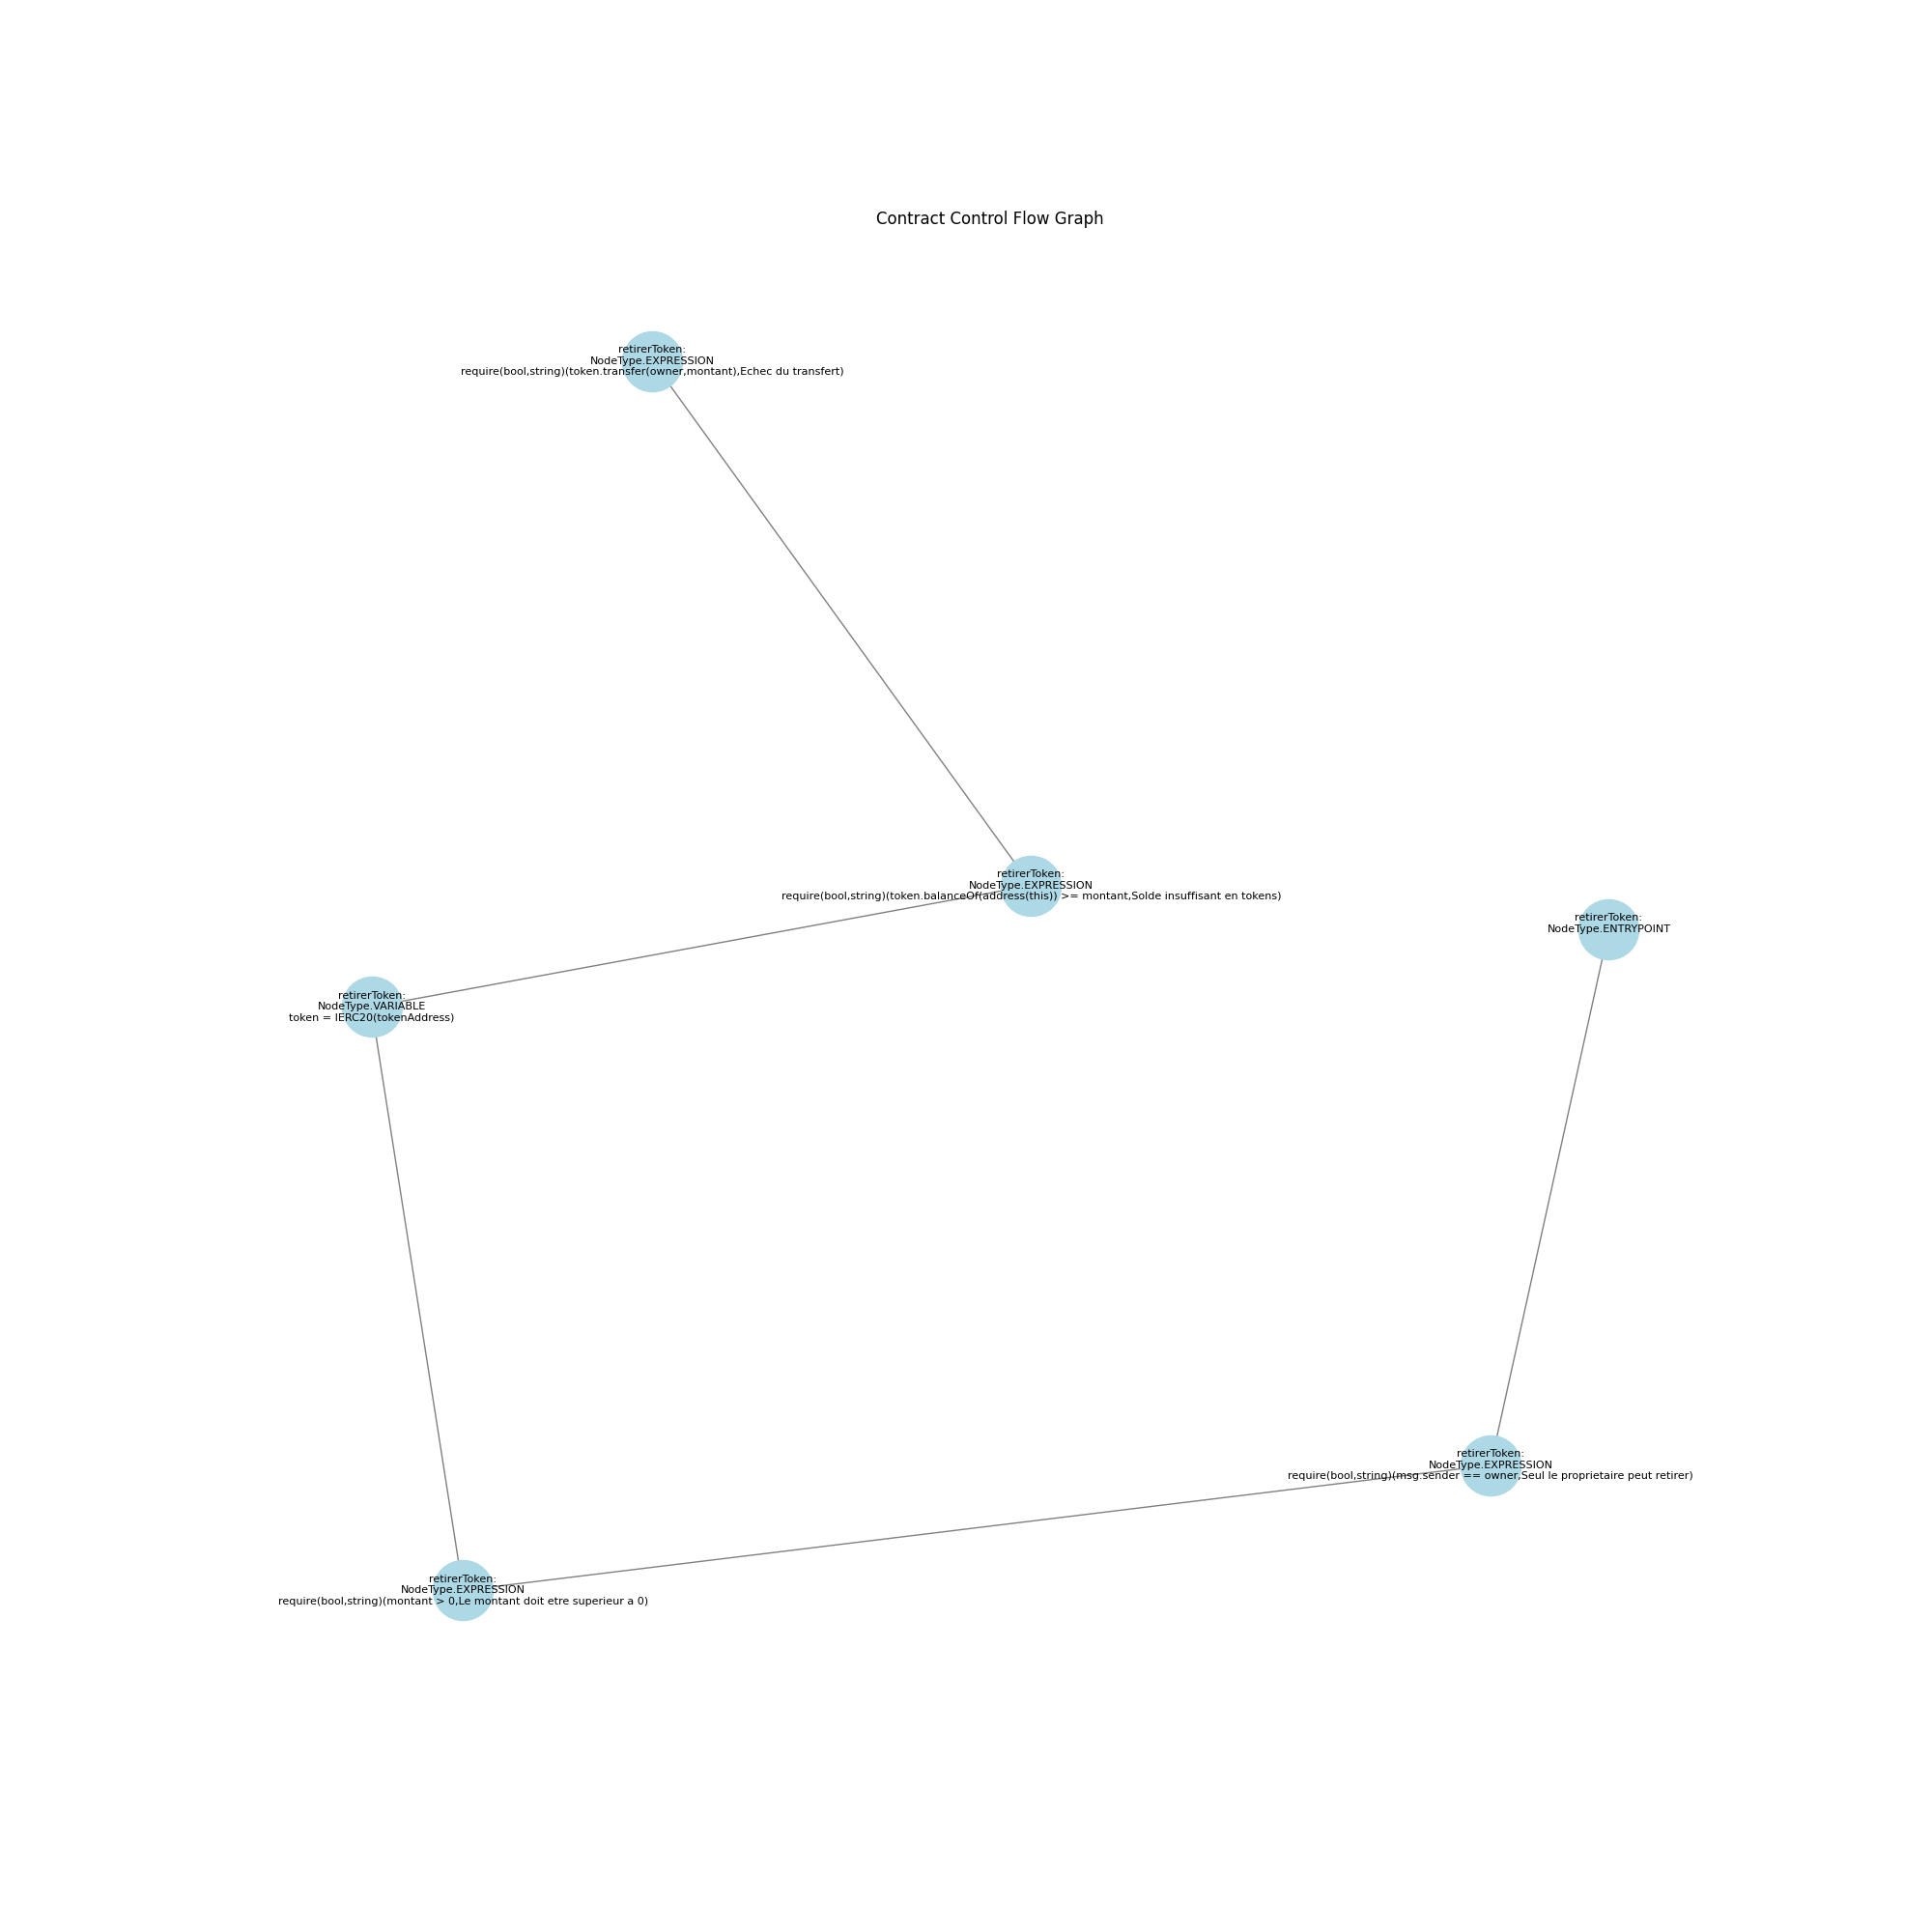 Contract Control Flow Graph
retirerToken:
NodeType.EXPRESSION
require(bool,string)(token.transfer(owner,montant),Echec du transfert)
retirerToken:
NodeType.EXPRESSION
require(bool,string)(token.balanceOf(address(this)) >= montant,Solde insuffisant en tokens)
retirerToken:
NodeType.ENTRYPOINT
retirerToken:
NodeType.VARIABLE
token = IERC20(tokenAddress)
retirerToken:
NodeType.EXPRESSION
require(bool,string)(msg.sender == owner,Seul le proprietaire peut retirer)
retirerToken:
NodeType.EXPRESSION
require(bool,string)(montant > 0,Le montant doit etre superieur a 0)